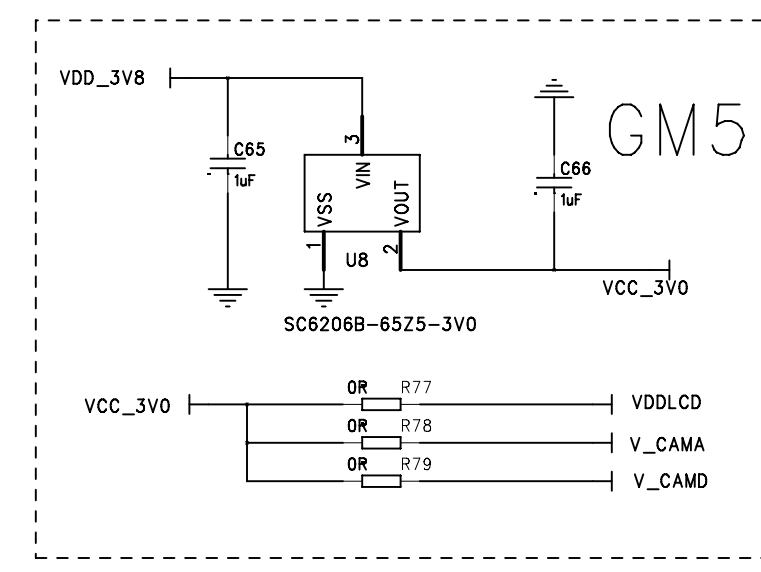 VDD_3V8
GM5
3
C65
1uF
VIN
VSS
VOUT
C66
1uF
1
2
U8
VCC_3V0
SC6206B-65Z5-3V0
0R R77
VCC_3V0
VDDLCD
0R R78
V_CAMA
0R R79
V_CAMD